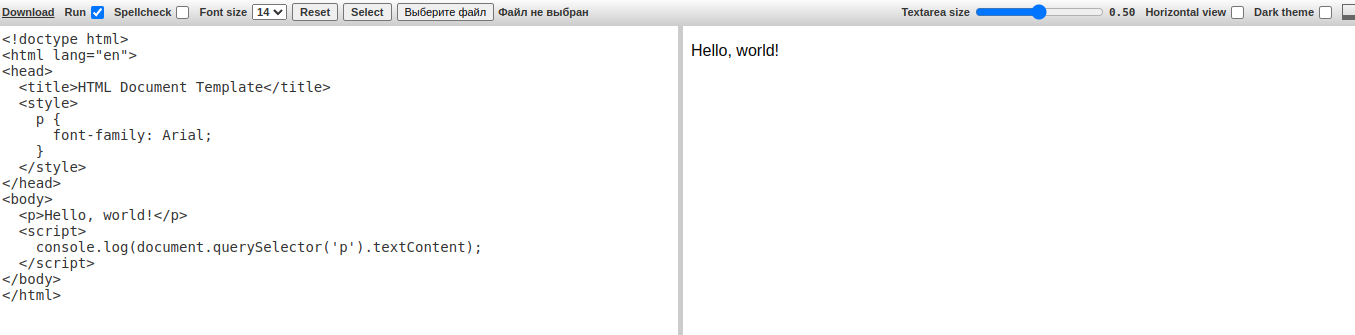 Download Run Spellcheck Font size 14 Reset Select Выберите файл Файл не выбран Textarea size 0.50 Horizontal view Dark theme
<!doctype html>
<html lang="en">
<head>
  <title>HTML Document Template</title>
  <style>
    p {
      font-family: Arial;
    }
  </style>
</head>
<body>
  <p>Hello, world!</p>
  <script>
    console.log(document.querySelector('p').textContent);
  </script>
</body>
</html>
Hello, world!